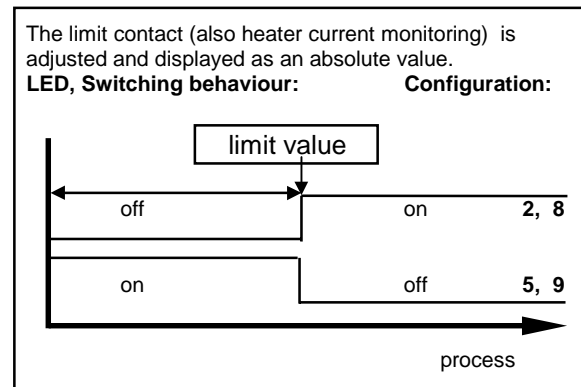 The limit contact (also heater current monitoring) is
adjusted and displayed as an absolute value.
LED, Switching behaviour: Configuration:
limit value
off on 2, 8
on off 5, 9
process